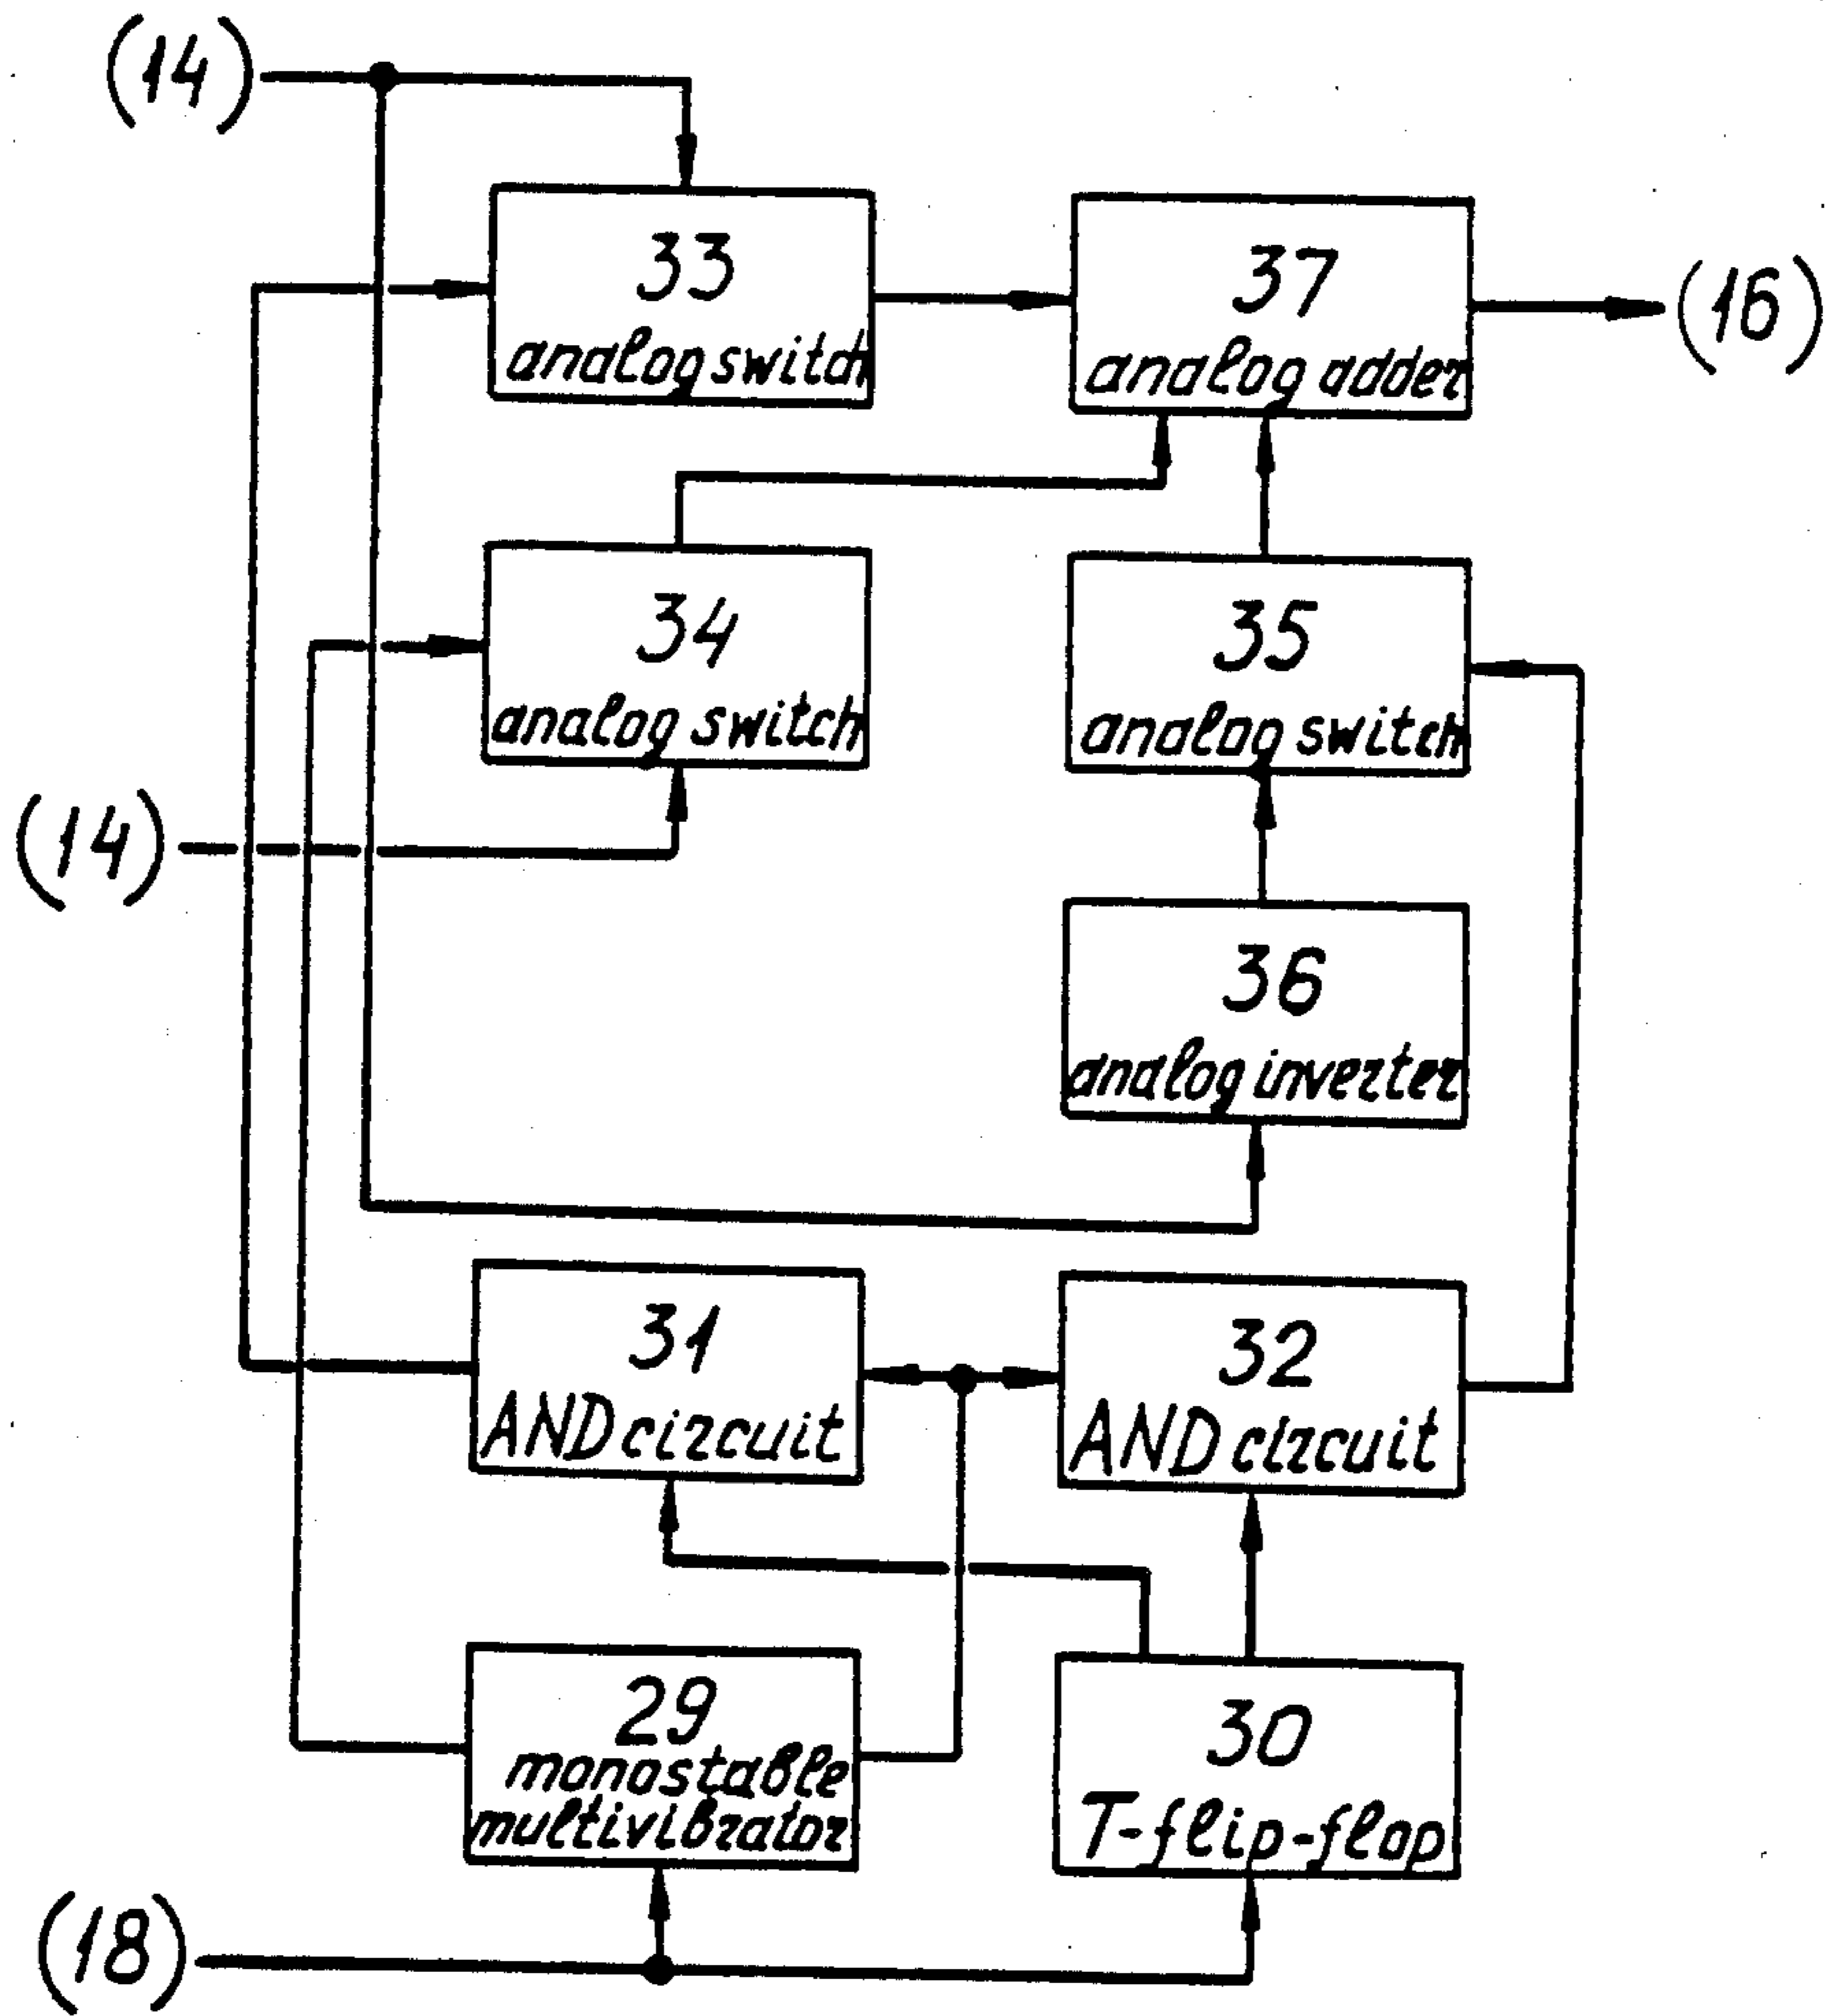 (14)
33
analog switch
37
analog adder
(16)
34
analog switch
35
analog switch
(14)
36
analog inverter
31
AND circuit
32
AND circuit
29
monostable
multivibrator
30
T-flip-flop
(18)